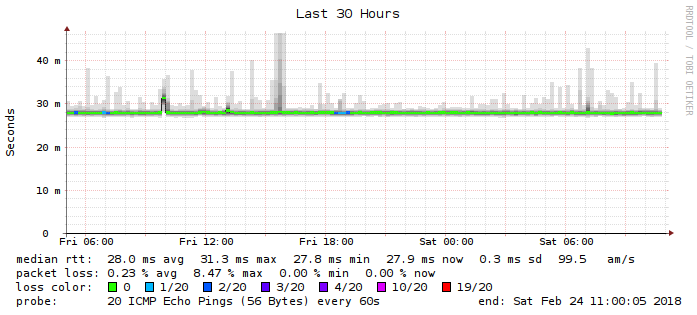 Last 30 Hours
RRDTOOL / TOBI OETIKER
Seconds
40 m
30 m
20 m
10 m
0
Fri 06:00 Fri 12:00 Fri 18:00 Sat 00:00 Sat 06:00
median rtt: 28.0 ms avg 31.3 ms max 27.8 ms min 27.9 ms now 0.3 ms sd 99.5 am/s
packet loss: 0.23 % avg 8.47 % max 0.00 % min 0.00 % now
loss color: 0 1/20 2/20 3/20 4/20 10/20 19/20
probe: 20 ICMP Echo Pings (56 Bytes) every 60s end: Sat Feb 24 11:00:05 2018